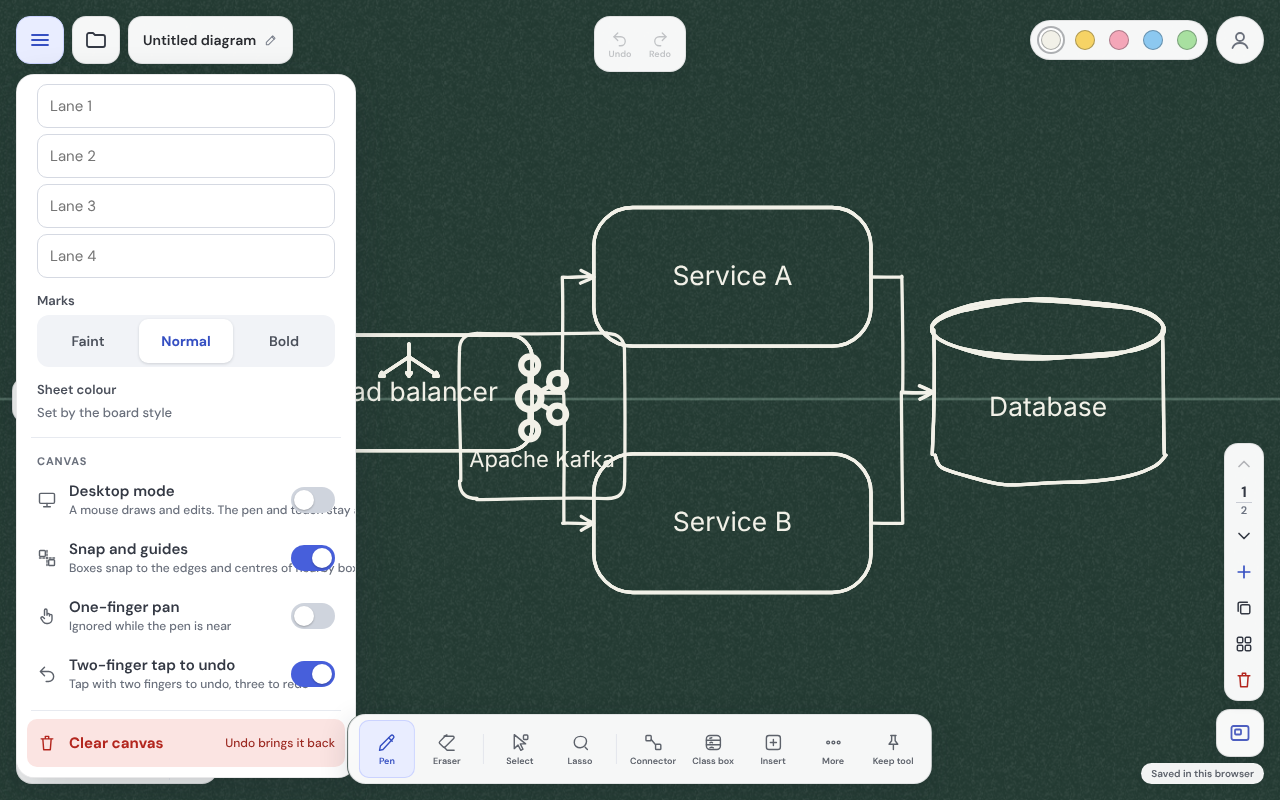 Untitled diagram
Undo
Redo
Lane 1
Lane 2
Lane 3
Lane 4
Marks
Faint
Normal
Bold
Sheet colour
Set by the board style
CANVAS
Desktop mode
A mouse draws and edits. The pen and touch stay
Snap and guides
Boxes snap to the edges and centres of nearby box
One-finger pan
Ignored while the pen is near
Two-finger tap to undo
Tap with two fingers to undo, three to redo
Clear canvas
Undo brings it back
ad balancer
Apache Kafka
Service A
Service B
Database
1
2
Pen
Eraser
Select
Lasso
Connector
Class box
Insert
More
Keep tool
Saved in this browser